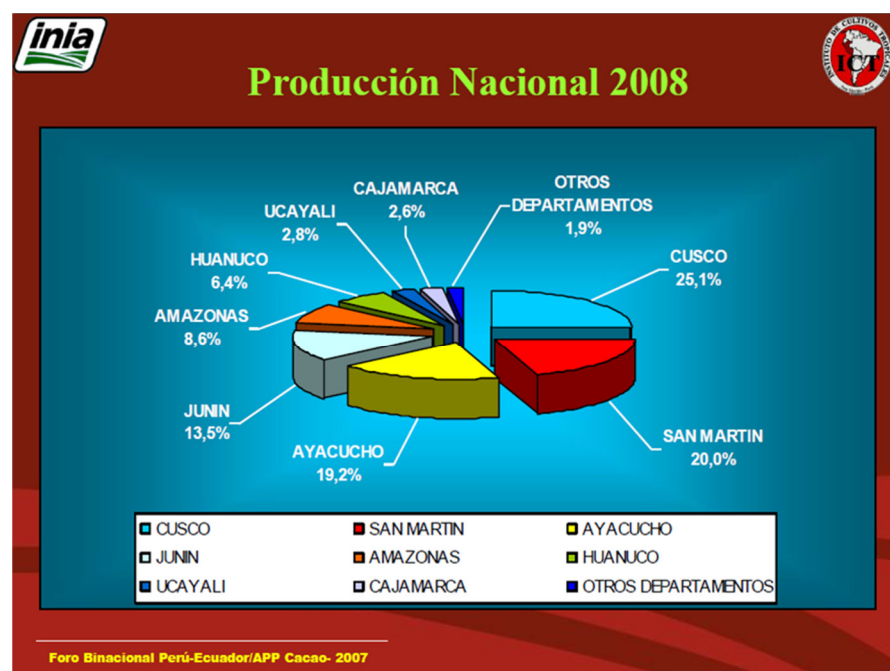 inia
INSTITUTO DE CULTIVOS TROPICALES
ICT
Producción Nacional 2008
CAJAMARCA
2,6%
OTROS
DEPARTAMENTOS
1,9%
UCAYALI
2,8%
CUSCO
25,1%
HUANUCO
6,4%
AMAZONAS
8,6%
JUNIN
13,5%
AYACUCHO
19,2%
SAN MARTIN
20,0%
CUSCO
SAN MARTIN
AYACUCHO
JUNIN
AMAZONAS
HUANUCO
UCAYALI
CAJAMARCA
OTROS DEPARTAMENTOS
Foro Binacional Perú-Ecuador/APP Cacao- 2007